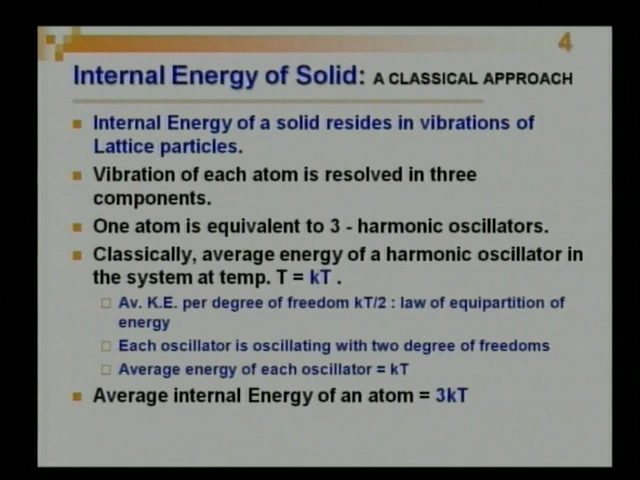 4
Internal Energy of Solid: A CLASSICAL APPROACH
Internal Energy of a solid resides in vibrations of
Lattice particles.
Vibration of each atom is resolved in three
components.
One atom is equivalent to 3 - harmonic oscillators.
Classically, average energy of a harmonic oscillator in
the system at temp. T = kT .
Av. K.E. per degree of freedom kT/2 : law of equipartition of
energy
Each oscillator is oscillating with two degree of freedoms
Average energy of each oscillator = kT
Average internal Energy of an atom = 3kT